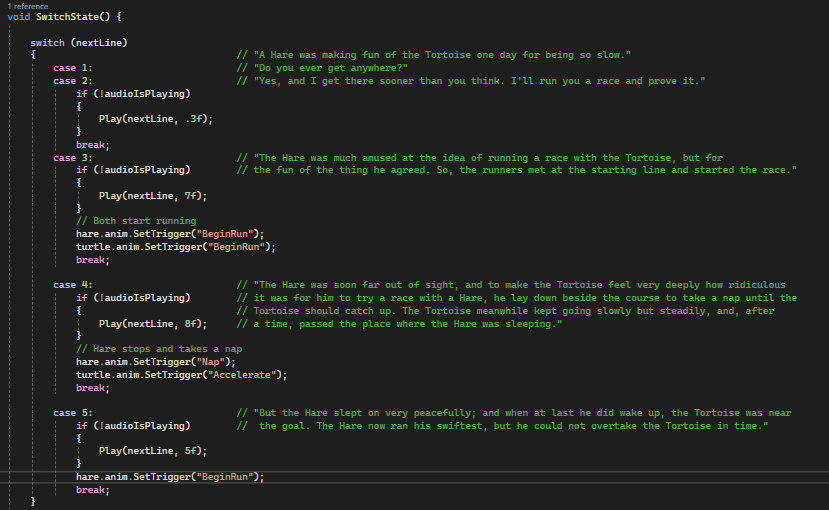 1 reference
void SwitchState() {
switch (nextLine)
{ // "A Hare was making fun of the Tortoise one day for being so slow."
case 1: // "Do you ever get anywhere?"
case 2: // "Yes, and I get there sooner than you think. I'll run you a race and prove it."
if (!audioIsPlaying)
{
Play(nextLine, .3f);
}
break;
case 3: // "The Hare was much amused at the idea of running a race with the Tortoise, but for
if (!audioIsPlaying) // the fun of the thing he agreed. So, the runners met at the starting line and started the race."
{
Play(nextLine, 7f);
}
// Both start running
hare.anim.SetTrigger("BeginRun");
turtle.anim.SetTrigger("BeginRun");
break;
case 4: // "The Hare was soon far out of sight, and to make the Tortoise feel very deeply how ridiculous
if (!audioIsPlaying) // it was for him to try a race with a Hare, he lay down beside the course to take a nap until the
{ // Tortoise should catch up. The Tortoise meanwhile kept going slowly but steadily, and, after
Play(nextLine, 8f); // a time, passed the place where the Hare was sleeping."
}
// Hare stops and takes a nap
hare.anim.SetTrigger("Nap");
turtle.anim.SetTrigger("Accelerate");
break;
case 5: // "But the Hare slept on very peacefully; and when at last he did wake up, the Tortoise was near
if (!audioIsPlaying) // the goal. The Hare now ran his swiftest, but he could not overtake the Tortoise in time."
{
Play(nextLine, 5f);
}
hare.anim.SetTrigger("BeginRun");
break;
}